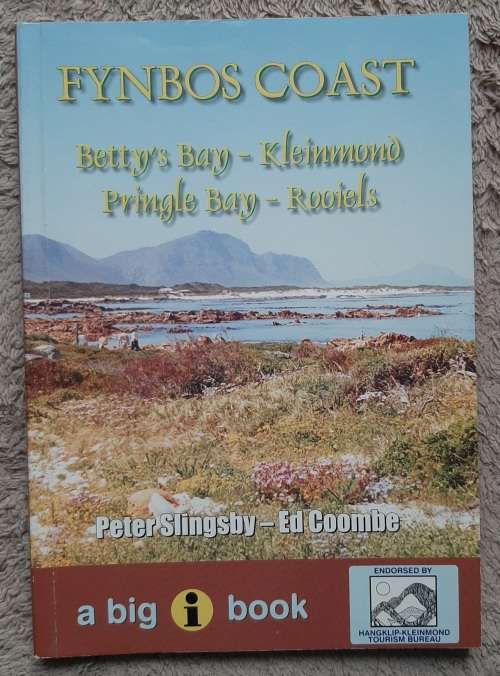 FYNBOS COAST
Betty's Bay - Kleinmond
Pringle Bay - Rooiels
Peter Slingsby – Ed Coombe
a big i book
ENDORSED BY
HANGKLIP-KLEINMOND
TOURISM BUREAU